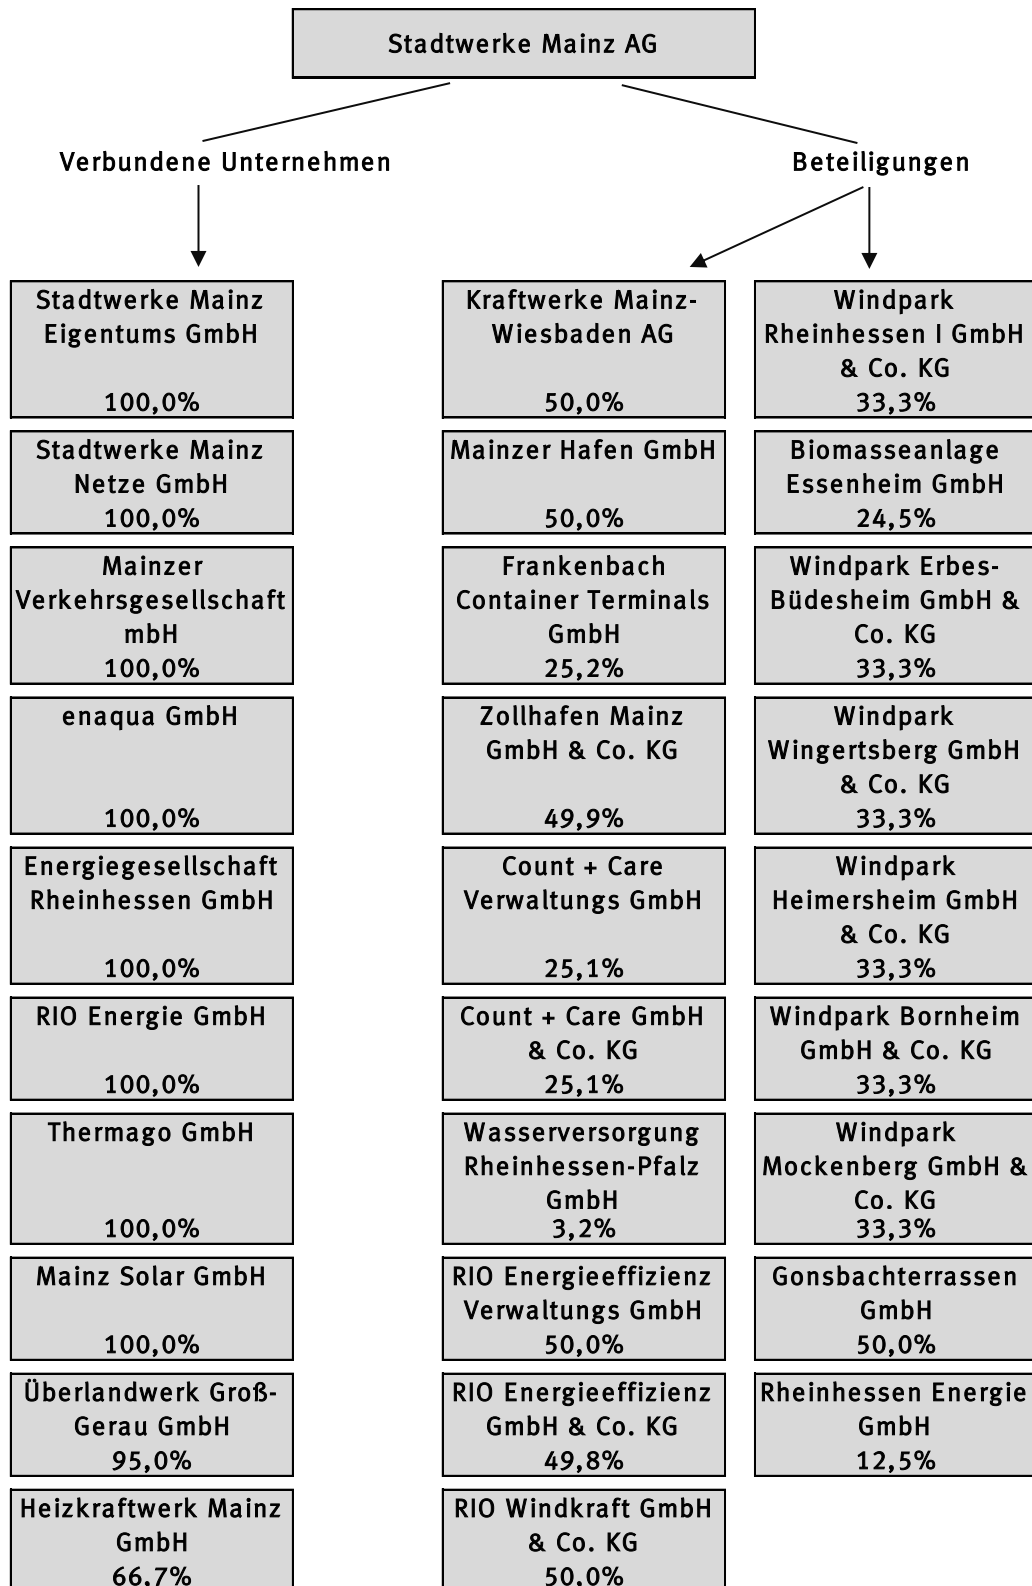 Stadtwerke Mainz AG
Verbundene Unternehmen
Beteiligungen
Stadtwerke Mainz
Eigentums GmbH
100,0%
Stadtwerke Mainz
Netze GmbH
100,0%
Mainzer
Verkehrsgesellschaft
mbH
100,0%
enaqua GmbH
100,0%
Energiegesellschaft
Rheinhessen GmbH
100,0%
RIO Energie GmbH
100,0%
Thermago GmbH
100,0%
Mainz Solar GmbH
100,0%
Überlandwerk Groß-
Gerau GmbH
95,0%
Heizkraftwerk Mainz
GmbH
66,7%
Kraftwerke Mainz-
Wiesbaden AG
50,0%
Mainzer Hafen GmbH
50,0%
Frankenbach
Container Terminals
GmbH
25,2%
Zollhafen Mainz
GmbH & Co. KG
49,9%
Count + Care
Verwaltungs GmbH
25,1%
Count + Care GmbH
& Co. KG
25,1%
Wasserversorgung
Rheinhessen-Pfalz
GmbH
3,2%
RIO Energieeffizienz
Verwaltungs GmbH
50,0%
RIO Energieeffizienz
GmbH & Co. KG
49,8%
RIO Windkraft GmbH
& Co. KG
50,0%
Windpark
Rheinhessen I GmbH
& Co. KG
33,3%
Biomasseanlage
Essenheim GmbH
24,5%
Windpark Erbes-
Büdesheim GmbH &
Co. KG
33,3%
Windpark
Wingertsberg GmbH
& Co. KG
33,3%
Windpark
Heimersheim GmbH
& Co. KG
33,3%
Windpark Bornheim
GmbH & Co. KG
33,3%
Windpark
Mockenberg GmbH &
Co. KG
33,3%
Gonsbachterrassen
GmbH
50,0%
Rheinhessen Energie
GmbH
12,5%